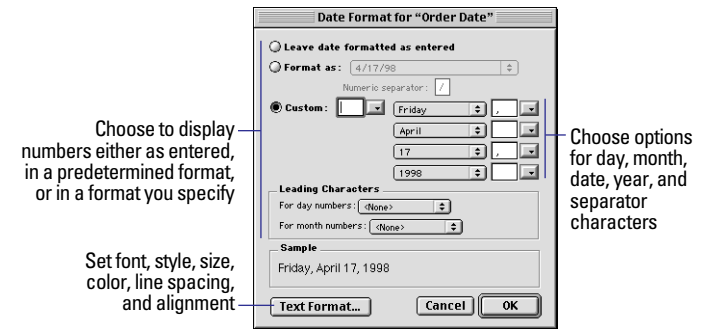 Date Format for “Order Date”
Leave date formatted as entered
Format as: 4/17/98
Numeric separator: /
Custom: Friday ,
April
17 ,
1998
Leading Characters
For day numbers: <None>
For month numbers: <None>
Sample
Friday, April 17, 1998
Text Format... Cancel OK
Choose to display
numbers either as entered,
in a predetermined format,
or in a format you specify
Set font, style, size,
color, line spacing,
and alignment
Choose options
for day, month,
date, year, and
separator
characters